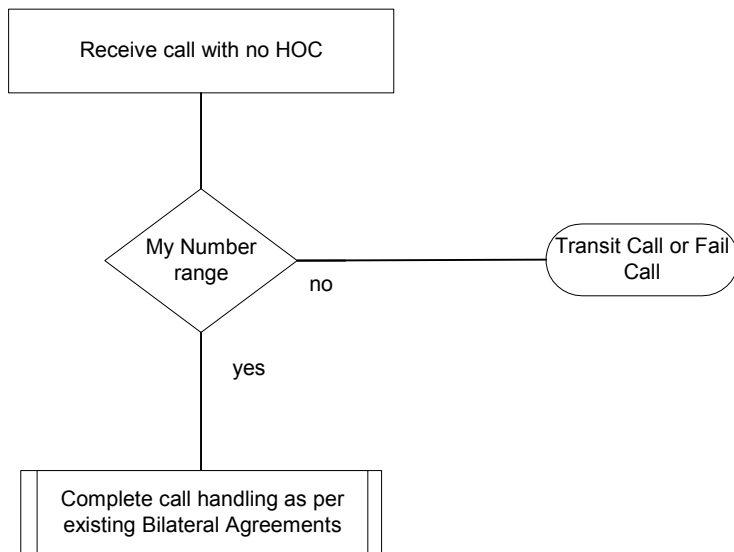 Receive call with no HOC
My Number
range
Transit Call or Fail
Call
no
yes
Complete call handling as per
existing Bilateral Agreements